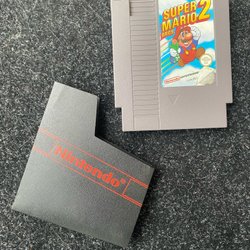 SUPER
MARIO 2
BROS.
Nintendo®